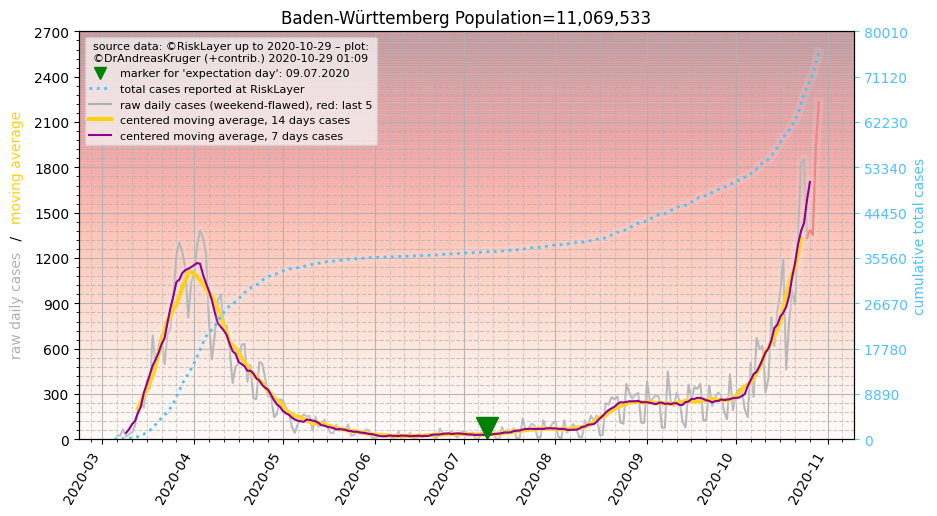 Baden-Württemberg Population=11,069,533
source data: ©RiskLayer up to 2020-10-29 – plot:
©DrAndreasKruger (+contrib.) 2020-10-29 01:09
marker for 'expectation day': 09.07.2020
total cases reported at RiskLayer
raw daily cases (weekend-flawed), red: last 5
centered moving average, 14 days cases
centered moving average, 7 days cases
raw daily cases / moving average
2700
2400
2100
1800
1500
1200
900
600
300
0
80010
71120
62230
53340
44450
35560
26670
17780
8890
0
cumulative total cases
2020-03
2020-04
2020-05
2020-06
2020-07
2020-08
2020-09
2020-10
2020-11